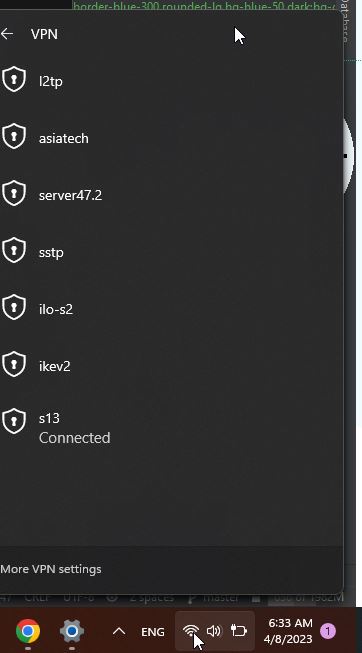 border-blue-300 rounded-lg bg-blue-50 dark:bg-
Database
VPN
l2tp
asiatech
server47.2
sstp
ilo-s2
ikev2
s13
Connected
More VPN settings
CRLF
UTF-8
2 spaces
master
ENG
6:33 AM
4/8/2023
1